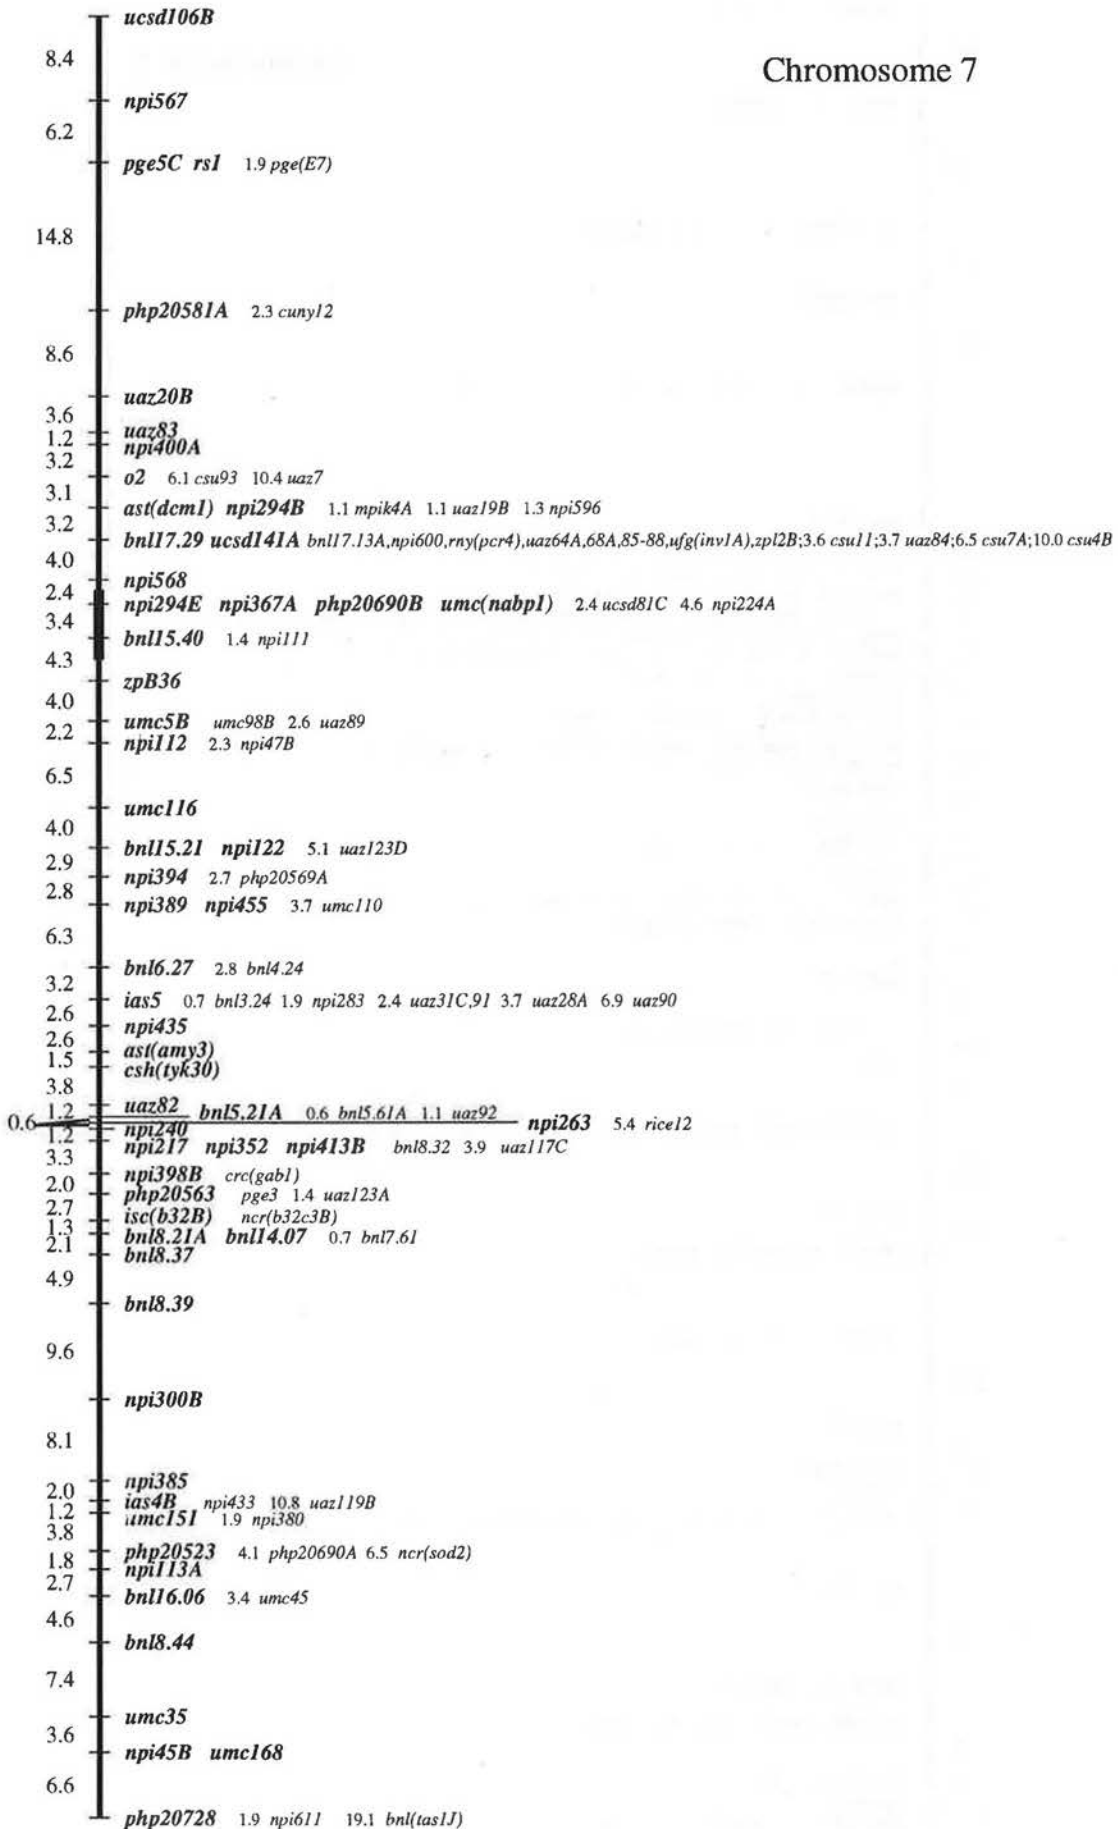 ucsd106B
8.4
Chromosome 7
npi567
6.2
pge5C rs1 1.9 pge(E7)
14.8
php20581A 2.3 cuny12
8.6
uaz20B
3.6
uaz83
1.2
npi400A
3.2
o2 6.1 csu93 10.4 uaz7
3.1
ast(dcm1) npi294B 1.1 mpik4A 1.1 uaz19B 1.3 npi596
3.2
bnl17.29 ucsd141A bnl17.13A,npi600,rny(pcr4),uaz64A,68A,85-88,ufg(inv1A),zpl2B;3.6 csu11;3.7 uaz84;6.5 csu7A;10.0 csu4B
4.0
npi568
2.4
npi294E npi367A php20690B umc(nabp1) 2.4 ucsd81C 4.6 npi224A
3.4
bnl15.40 1.4 npi111
4.3
zpB36
4.0
umc5B umc98B 2.6 uaz89
2.2
npi112 2.3 npi47B
6.5
umc116
4.0
bnl15.21 npi122 5.1 uaz123D
2.9
npi394 2.7 php20569A
2.8
npi389 npi455 3.7 umc110
6.3
bnl6.27 2.8 bnl4.24
3.2
ias5 0.7 bnl3.24 1.9 npi283 2.4 uaz31C,91 3.7 uaz28A 6.9 uaz90
2.6
npi435
2.6
ast(amy3)
1.5
csh(tyk30)
3.8
uaz82
1.2
bnl5.21A 0.6 bnl5.61A 1.1 uaz92
0.6
npi263 5.4 rice12
npi240
1.2
npi217 npi352 npi413B bnl8.32 3.9 uaz117C
3.3
npi398B crc(gab1)
2.0
php20563 pge3 1.4 uaz123A
2.7
isc(b32B) ncr(b32c3B)
1.3
bnl8.21A bnl14.07 0.7 bnl7.61
2.1
bnl8.37
4.9
bnl8.39
9.6
npi300B
8.1
npi385
2.0
ias4B npi433 10.8 uaz119B
1.2
umc151 1.9 npi380
3.8
php20523 4.1 php20690A 6.5 ncr(sod2)
1.8
npi113A
2.7
bnl16.06 3.4 umc45
4.6
bnl8.44
7.4
umc35
3.6
npi45B umc168
6.6
php20728 1.9 npi611 19.1 bnl(tas1J)